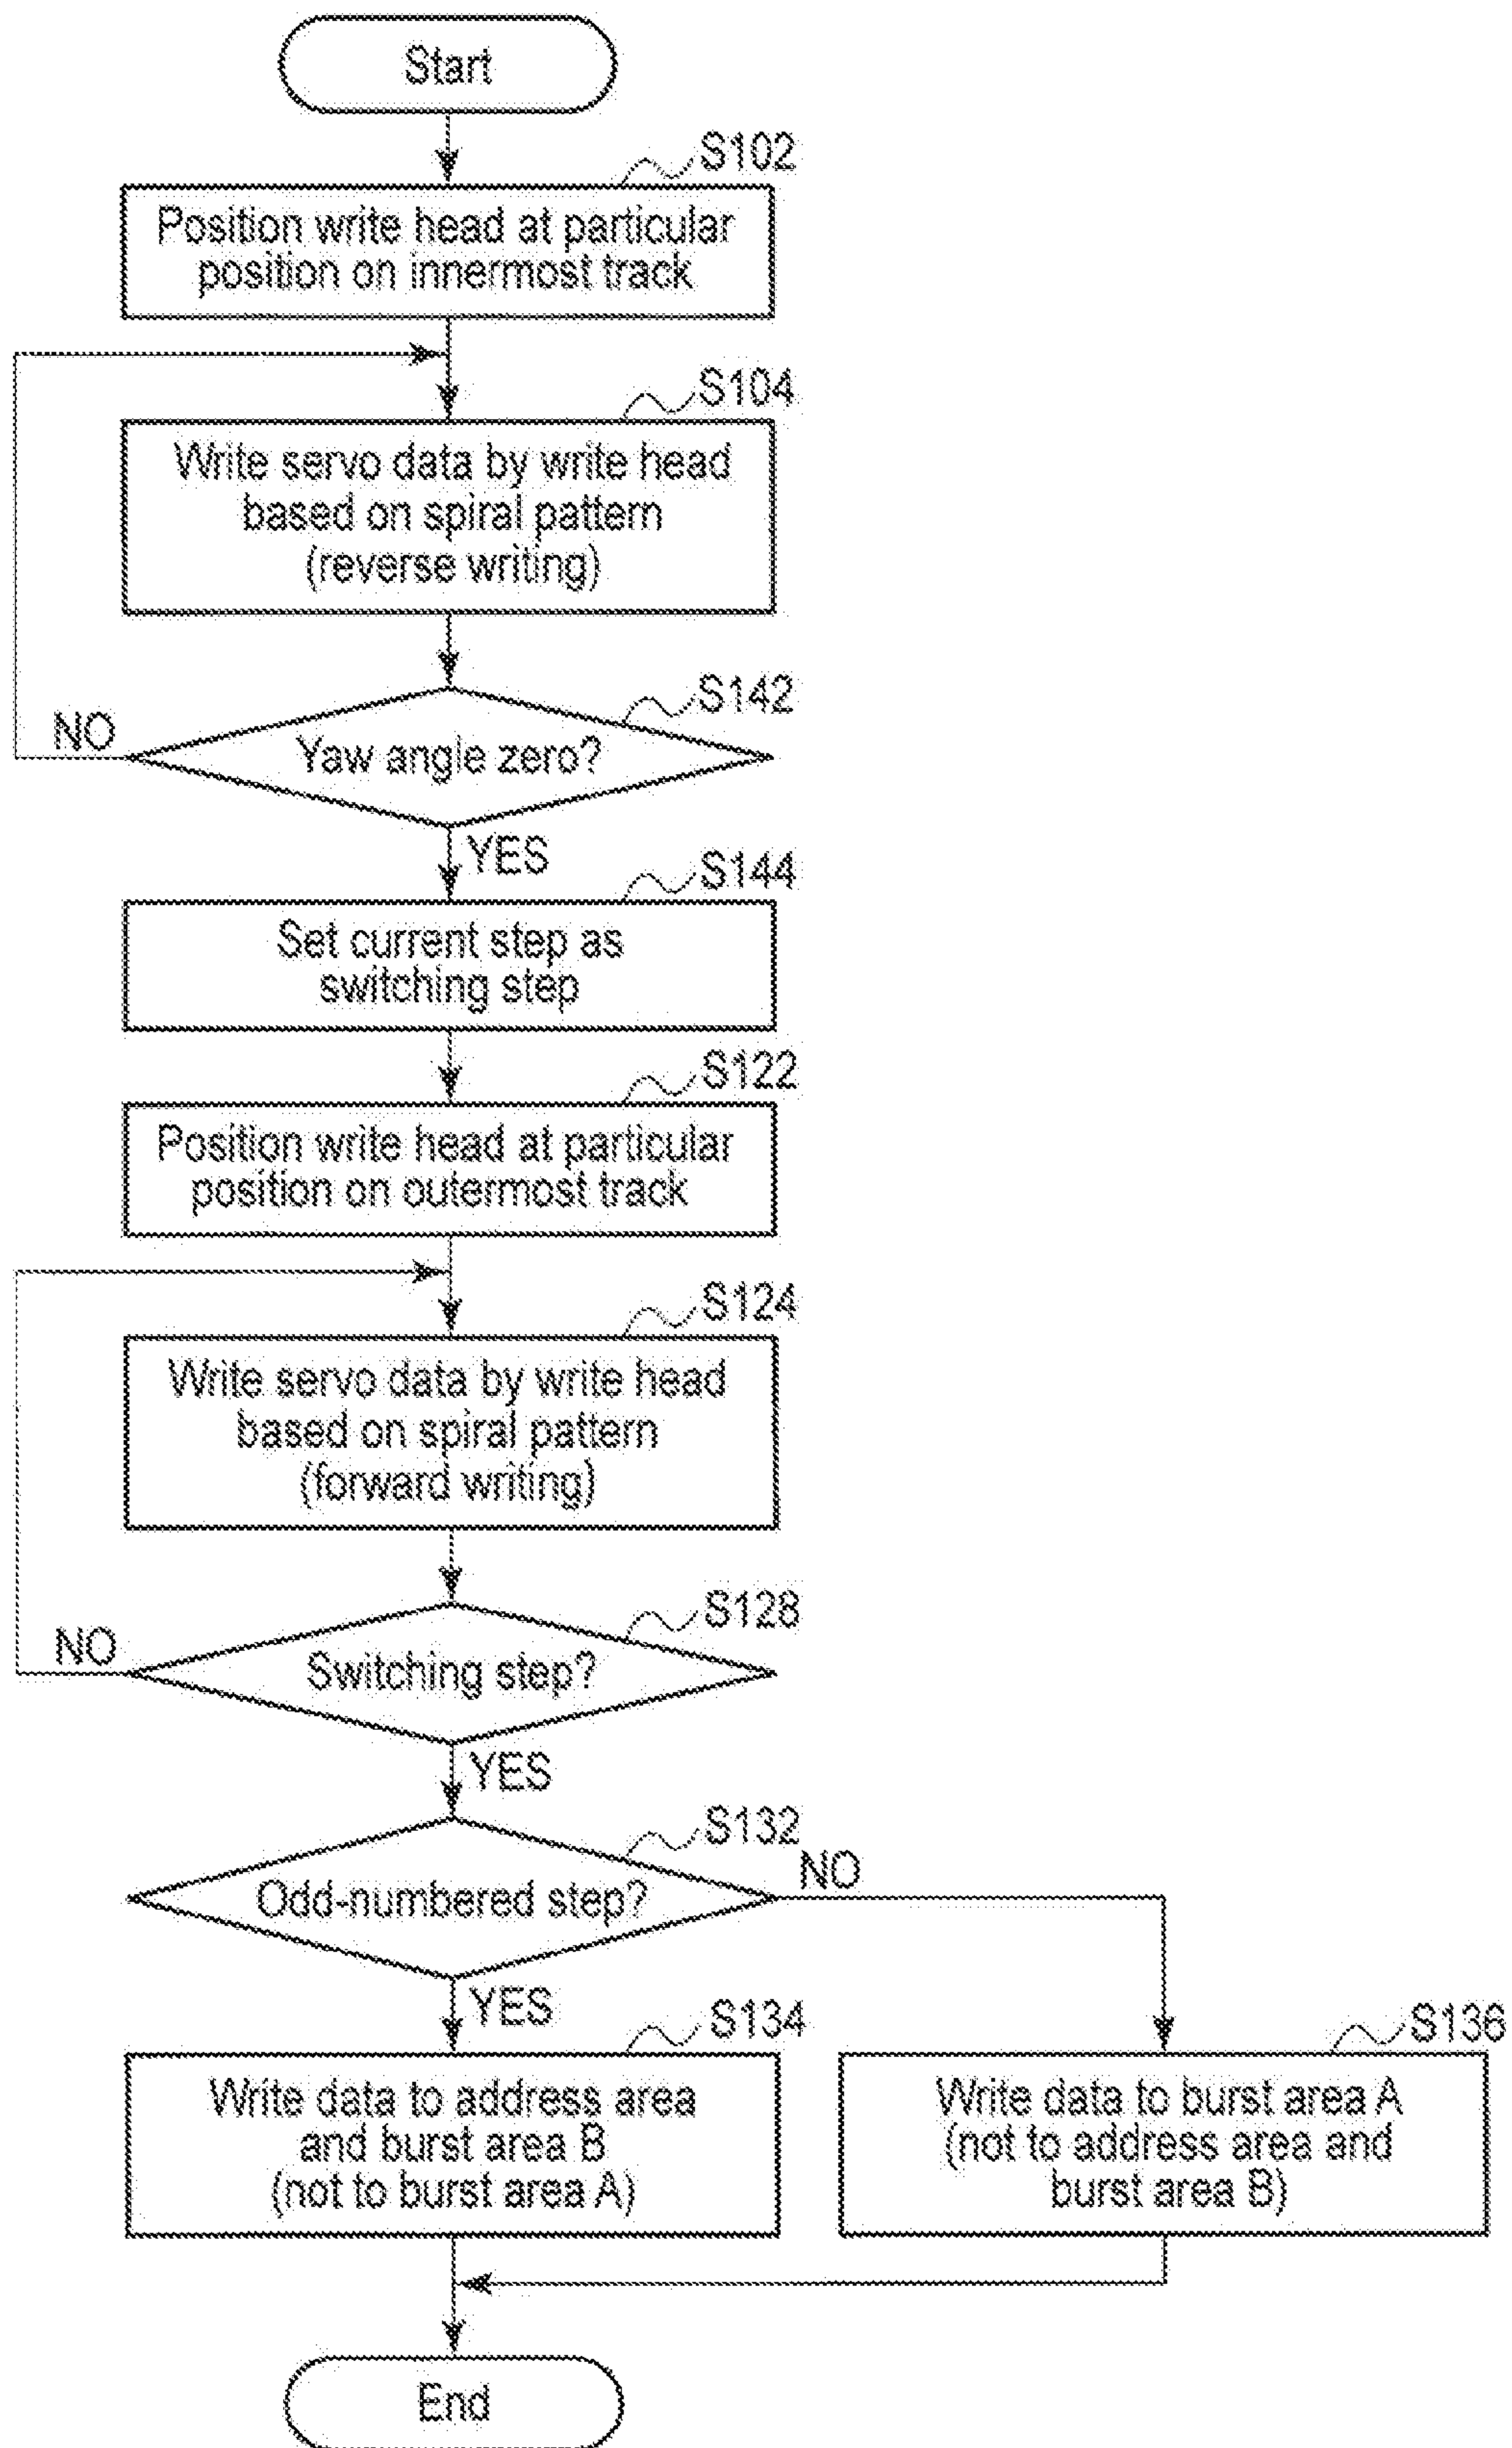 Start
S102
Position write head at particular
position on innermost track
S104
Write servo data by write head
based on spiral pattern
(reverse writing)
S142
NO
Yaw angle zero?
YES
S144
Set current step as
switching step
S122
Position write head at particular
position on outermost track
S124
Write servo data by write head
based on spiral pattern
(forward writing)
S128
NO
Switching step?
YES
S132
NO
Odd-numbered step?
YES
S134
S136
Write data to address area
and burst area B
(not to burst area A)
Write data to burst area A
(not to address area and
burst area B)
End